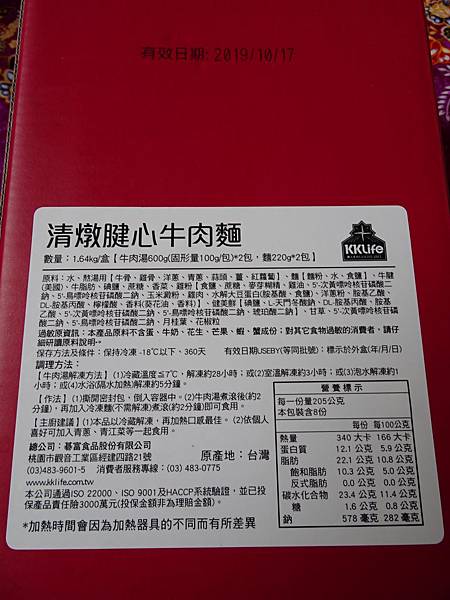 有效日期: 2019/10/17
清燉腱心牛肉麵
數量：1.64kg/盒【牛肉湯600g(固形量100g/包)*2包，麵220g*2包】
KKLife
原料：水、熬湯用【牛骨、雞骨、洋蔥、青蔥、蒜頭、薑、紅蘿蔔】、麵【麵粉、水、食鹽】、牛腱
(美國)、牛脂肪、碘鹽、蔗糖、香菜、雞粉【食鹽、蔗糖、麥芽糊精、雞油、5'-次黃嘌呤核苷磷酸二
鈉、5'-鳥嘌呤核苷磷酸二鈉、玉米澱粉、雞肉、水解大豆蛋白(胺基酸、食鹽)、洋蔥粉、胺基乙酸、
DL-胺基丙酸、檸檬酸、香料(葵花油、香料)】、健美鮮【碘鹽、L-天門冬酸鈉、DL-胺基丙酸、胺基
乙酸、5'-次黃嘌呤核苷磷酸二鈉、5'-鳥嘌呤核苷磷酸二鈉、琥珀酸二鈉】、甘草、5'-次黃嘌呤核苷磷酸
二鈉、5'-鳥嘌呤核苷磷酸二鈉、月桂葉、花椒粒
過敏原資訊：本產品原料不含蛋、牛奶、花生、芒果、蝦、蟹成份；對其它食物過敏的消費者，請仔
細研讀原料說明。
保存方法及條件：保持冷凍 -18℃以下、360天 有效日期USEBY(等同批號)：標示於外盒(年/月/日)
調理方法：
【牛肉湯解凍方法】(1)冷藏溫度≦7℃，解凍約28小時；或(2)室溫解凍約3小時；或(3)泡水解凍約1
小時；或(4)水浴(隔水加熱)解凍約5分鐘。
【作法】(1)撕開密封包，倒入容器中。(2)牛肉湯煮滾後(約2
分鐘)，再加入冷凍麵(不需解凍)煮滾(約2分鐘)即可食用。
【主廚建議】(1)本品以冷藏解凍，再加熱口感最佳。(2)依個人
喜好可加入青蔥、青江菜等一起食用。
總公司：碁富食品股份有限公司
桃園市觀音工業區經建四路21號
原產地：台灣
(03)483-9601-5 消費者服務專線：(03) 483-0775
www.kklife.com.tw
本公司通過ISO 22000、ISO 9001及HACCP系統驗證，並已投
保產品責任險3000萬元(投保金額非為理賠金額)。
*加熱時間會因為加熱器具的不同而有所差異
營養標示
每一份量205公克
本包裝含8份
每份 每100公克
熱量 340 大卡 166 大卡
蛋白質 12.1 公克 5.9 公克
脂肪 22.1 公克 10.8 公克
飽和脂肪 10.3 公克 5.0 公克
反式脂肪 0.0 公克 0.0 公克
碳水化合物 23.4 公克 11.4 公克
糖 1.6 公克 0.8 公克
鈉 578 毫克 282 毫克